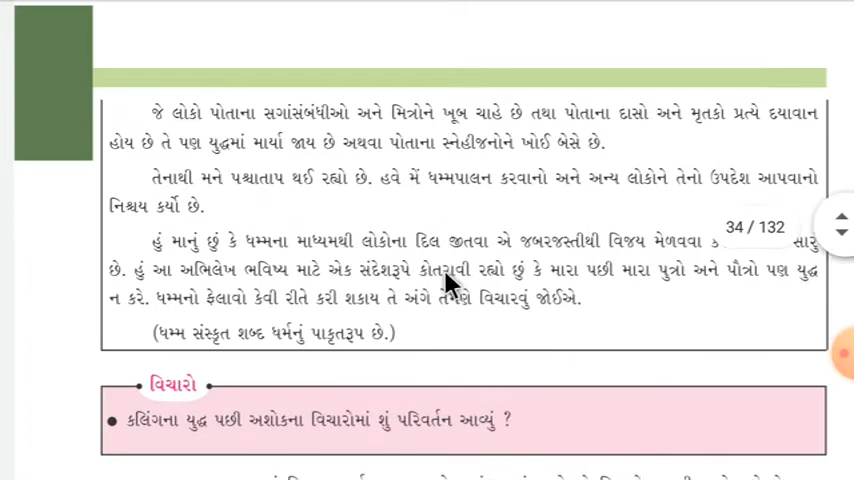 જે લોકો પોતાના સગાંસંબંધીઓ અને મિત્રોને ખૂબ ચાહે છે તથા પોતાના દાસો અને મૃતકો પ્રત્યે દયાવાન
હોય છે તે પણ યુદ્ધમાં માર્યા જાય છે અથવા પોતાના સ્નેહીજનોને ખોઈ બેસે છે.
તેનાથી મને પશ્ચાતાપ થઈ રહ્યો છે. હવે મેં ધમ્મપાલન કરવાનો અને અન્ય લોકોને તેનો ઉપદેશ આપવાનો
નિશ્ચય કર્યો છે.
34 / 132
હું માનું છું કે ધમ્મના માધ્યમથી લોકોના દિલ જીતવા એ જબરજસ્તીથી વિજય મેળવવા સારું
છે. હું આ અભિલેખ ભવિષ્ય માટે એક સંદેશરૂપે કોતરાવી રહ્યો છું કે મારા પછી મારા પુત્રો અને પૌત્રો પણ યુદ્ધ
ન કરે. ધમ્મનો ફેલાવો કેવી રીતે કરી શકાય તે અંગે તેમણે વિચારવું જોઈએ.
(ધમ્મ સંસ્કૃત શબ્દ ધર્મનું પાકૃતરૂપ છે.)
વિચારો
● કલિંગના યુદ્ધ પછી અશોકના વિચારોમાં શું પરિવર્તન આવ્યું ?